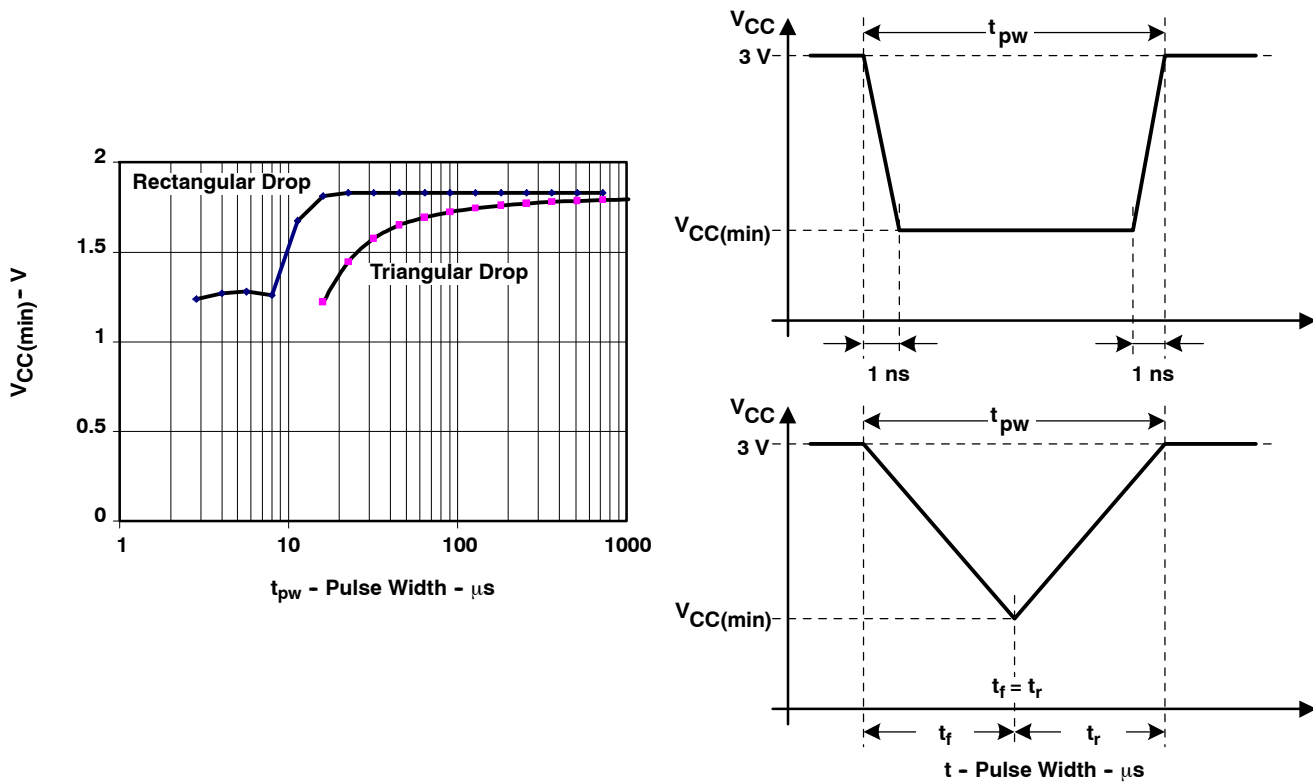 2
1.5
1
0.5
0
VCC(min) - V
Rectangular Drop
Triangular Drop
1
10
100
1000
tpw - Pulse Width - μs
VCC
3 V
tpw
VCC(min)
1 ns
1 ns
VCC
3 V
tpw
VCC(min)
tf = tr
tf
tr
t - Pulse Width - μs